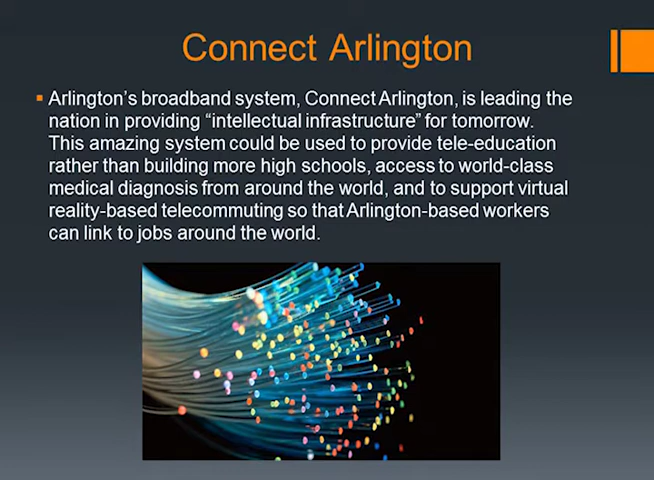 Connect Arlington
Arlington’s broadband system, Connect Arlington, is leading the
nation in providing “intellectual infrastructure” for tomorrow.
This amazing system could be used to provide tele-education
rather than building more high schools, access to world-class
medical diagnosis from around the world, and to support virtual
reality-based telecommuting so that Arlington-based workers
can link to jobs around the world.